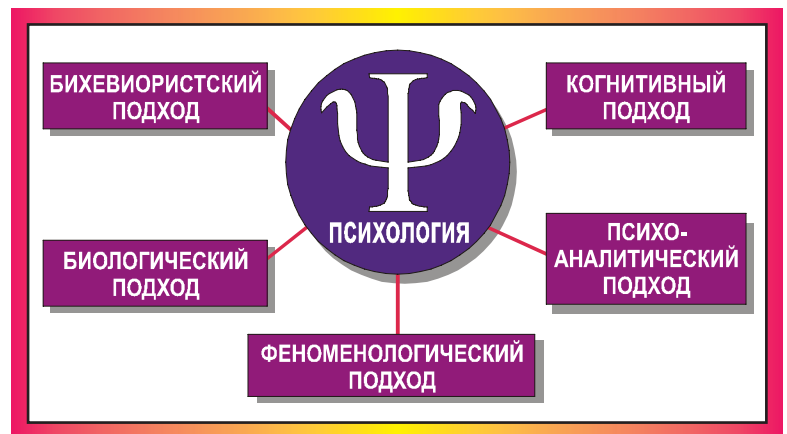 БИХЕВИОРИСТСКИЙ
ПОДХОД
КОГНИТИВНЫЙ
ПОДХОД
Ψ
ПСИХОЛОГИЯ
БИОЛОГИЧЕСКИЙ
ПОДХОД
ПСИХО-
АНАЛИТИЧЕСКИЙ
ПОДХОД
ФЕНОМЕНОЛОГИЧЕСКИЙ
ПОДХОД